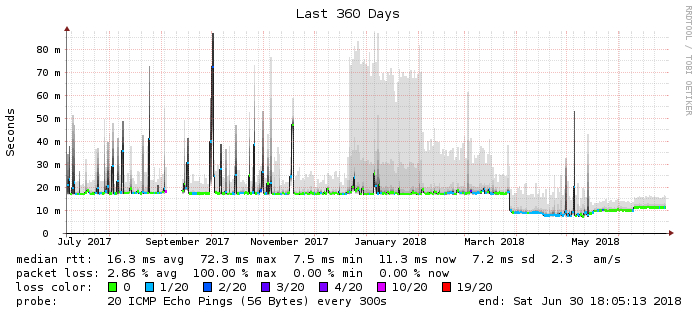 Last 360 Days
RRDTOOL / TOBI OETIKER
Seconds
80 m
70 m
60 m
50 m
40 m
30 m
20 m
10 m
0
July 2017 September 2017 November 2017 January 2018 March 2018 May 2018
median rtt: 16.3 ms avg 72.3 ms max 7.5 ms min 11.3 ms now 7.2 ms sd 2.3 am/s
packet loss: 2.86 % avg 100.00 % max 0.00 % min 0.00 % now
loss color: 0 1/20 2/20 3/20 4/20 10/20 19/20
probe: 20 ICMP Echo Pings (56 Bytes) every 300s end: Sat Jun 30 18:05:13 2018